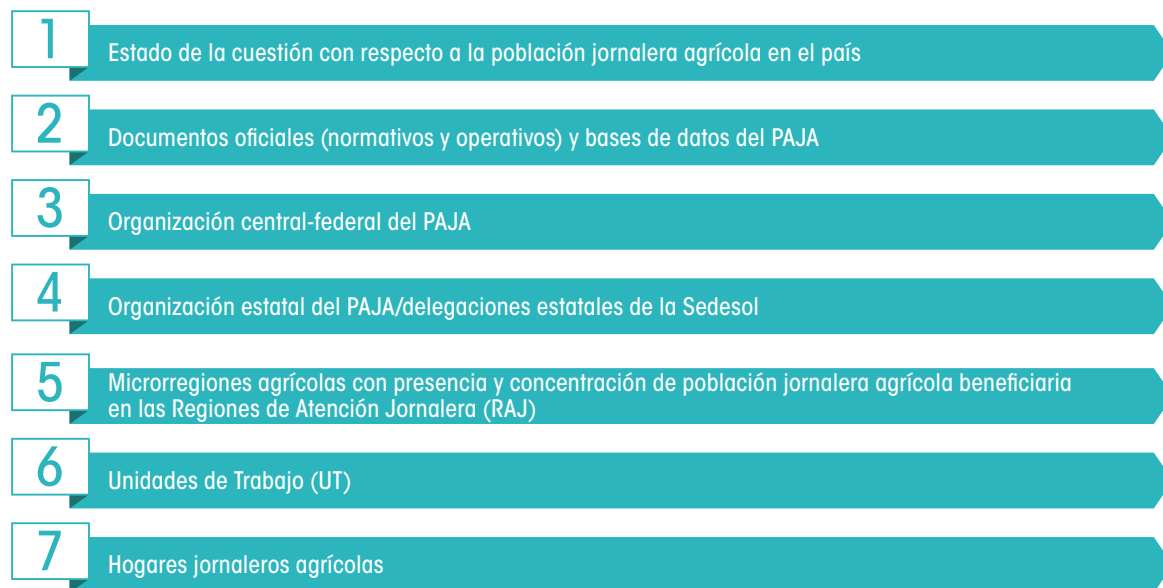 1
Estado de la cuestión con respecto a la población jornalera agrícola en el país
2
Documentos oficiales (normativos y operativos) y bases de datos del PAJA
3
Organización central-federal del PAJA
4
Organización estatal del PAJA/delegaciones estatales de la Sedesol
5
Microrregiones agrícolas con presencia y concentración de población jornalera agrícola beneficiaria
en las Regiones de Atención Jornalera (RAJ)
6
Unidades de Trabajo (UT)
7
Hogares jornaleros agrícolas